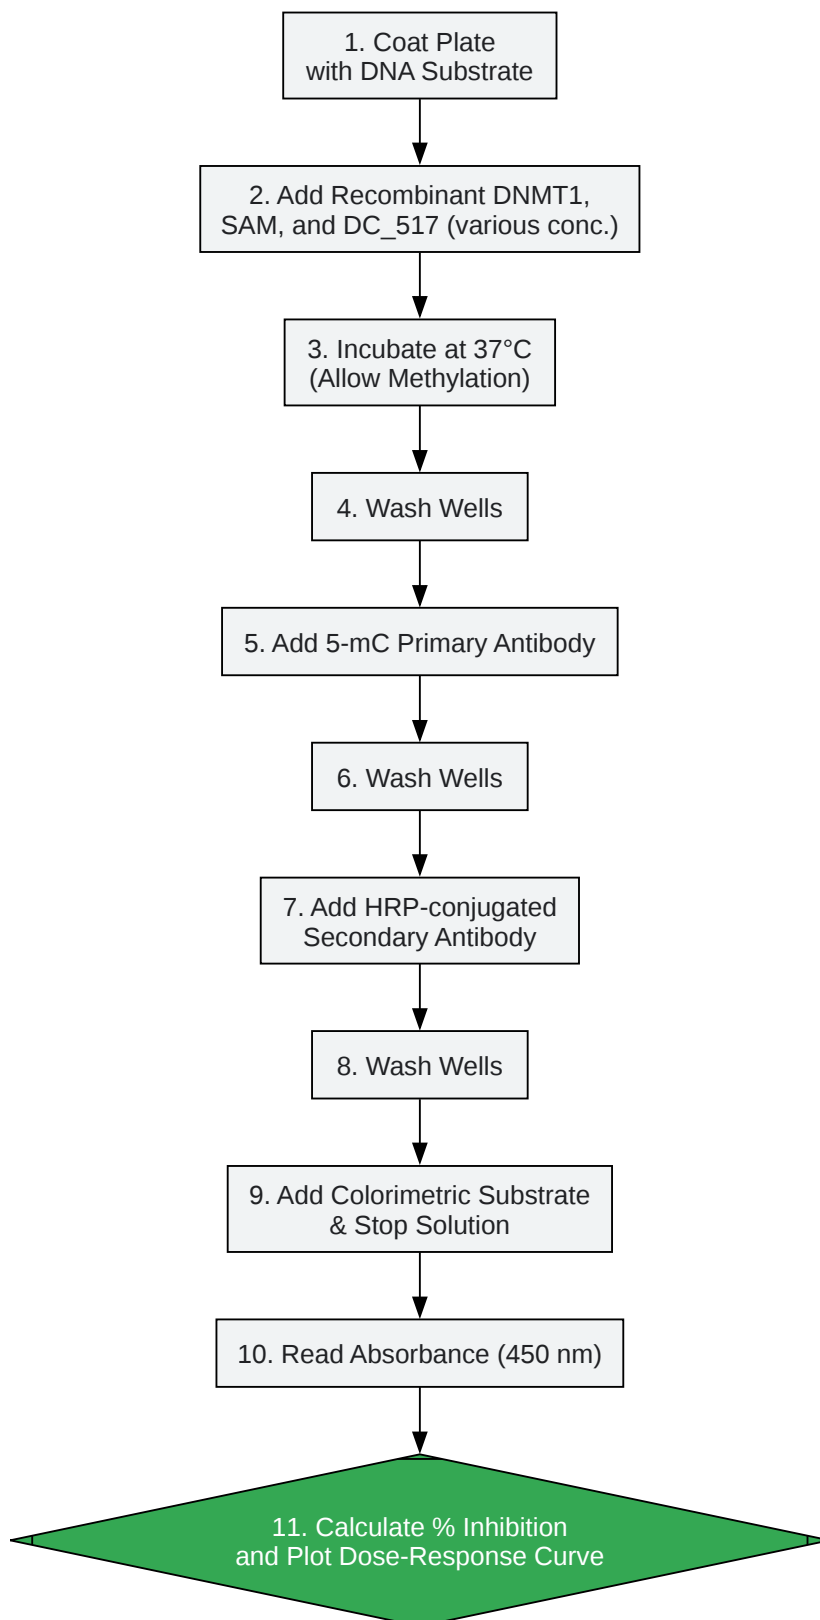 1. Coat Plate
with DNA Substrate
2. Add Recombinant DNMT1,
SAM, and DC_517 (various conc.)
3. Incubate at 37°C
(Allow Methylation)
4. Wash Wells
5. Add 5-mC Primary Antibody
6. Wash Wells
7. Add HRP-conjugated
Secondary Antibody
8. Wash Wells
9. Add Colorimetric Substrate
& Stop Solution
10. Read Absorbance (450 nm)
11. Calculate % Inhibition
and Plot Dose-Response Curve